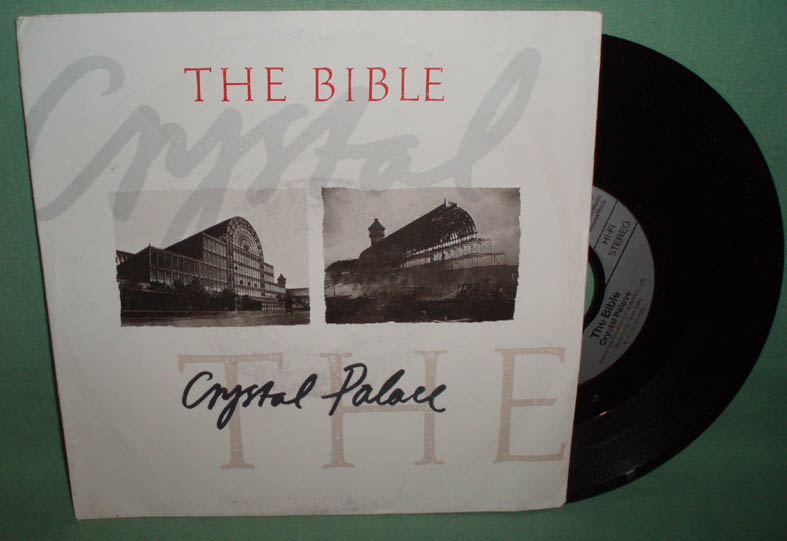 THE BIBLE
Crystal
Crystal Palace
THE
HI-FI
STEREO
The Bible
Crystal Palace